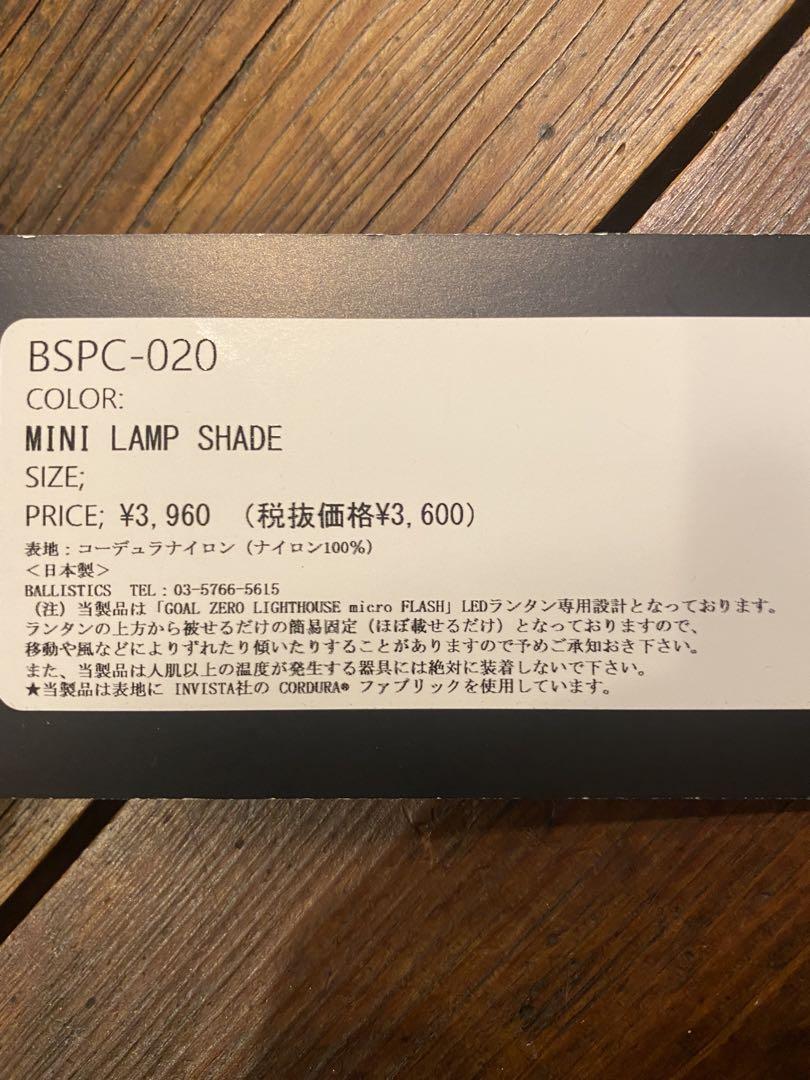 BSPC-020
COLOR:
MINI LAMP SHADE
SIZE;
PRICE; ¥3,960 （税抜価格¥3,600）
表地：コーデュラナイロン（ナイロン100%）
＜日本製＞
BALLISTICS TEL：03-5766-5615
（注）当製品は「GOAL ZERO LIGHTHOUSE micro FLASH」LEDランタン専用設計となっております。
ランタンの上方から被せるだけの簡易固定（ほぼ載せるだけ）となっておりますので、
移動や風などによりずれたり傾いたりすることがありますので予めご承知おき下さい。
また、当製品は人肌以上の温度が発生する器具には絶対に装着しないで下さい。
★当製品は表地に INVISTA社の CORDURA® ファブリックを使用しています。